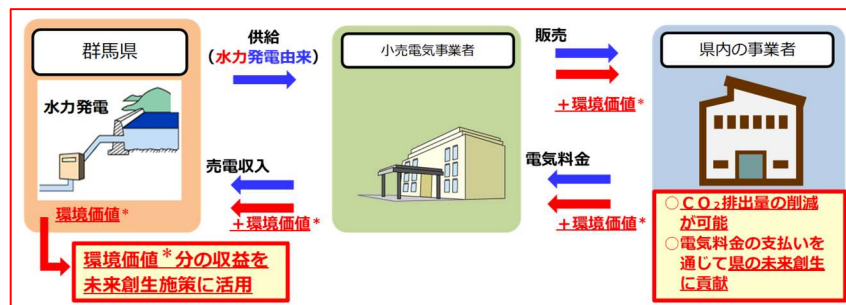 群馬県
水力発電
環境価値*
環境価値*分の収益を
未来創生施策に活用
供給
(水力発電由来)
売電収入
+環境価値*
小売電気事業者
販売
+環境価値*
電気料金
+環境価値*
県内の事業者
○CO₂排出量の削減
が可能
○電気料金の支払いを
通じて県の未来創生
に貢献